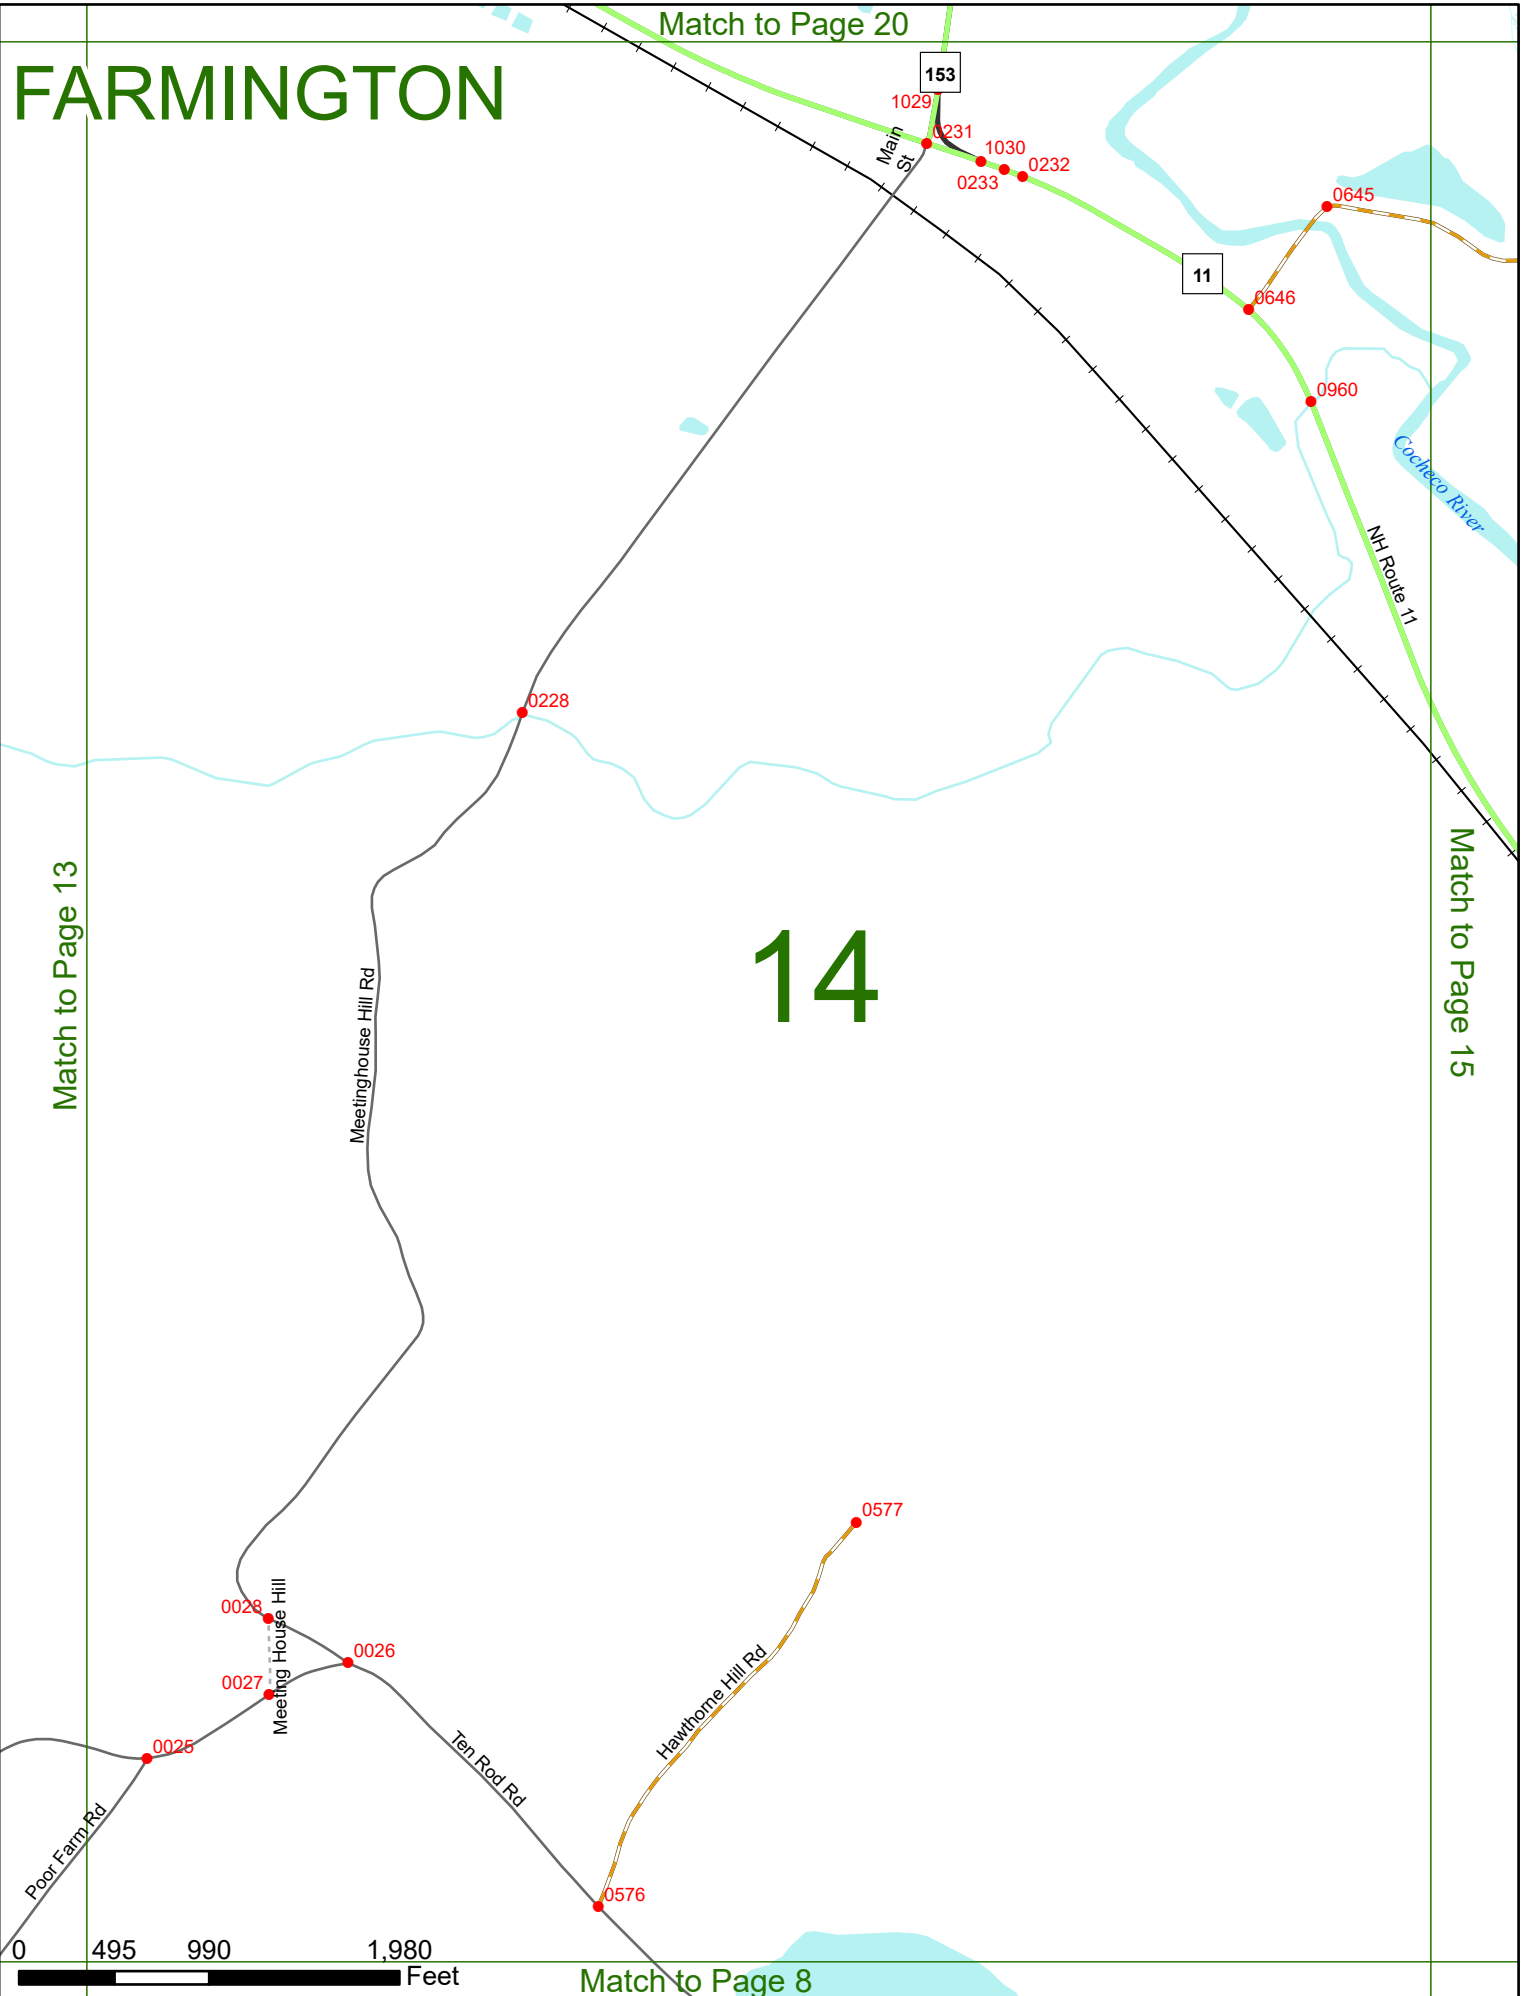 Match to Page 20
FARMINGTON
153
1029
0231
Main
St
1030
0232
0233
0645
11
0646
0960
Cocheco River
NH Route 11
0228
Match to Page 13
Match to Page 15
14
Meetinghouse Hill Rd
0577
0028
Meeting House Hill
0026
0027
Hawthorne Hill Rd
0025
Ten Rod Rd
Poor Farm Rd
0576
0 495 990 1,980
Feet
Match to Page 8